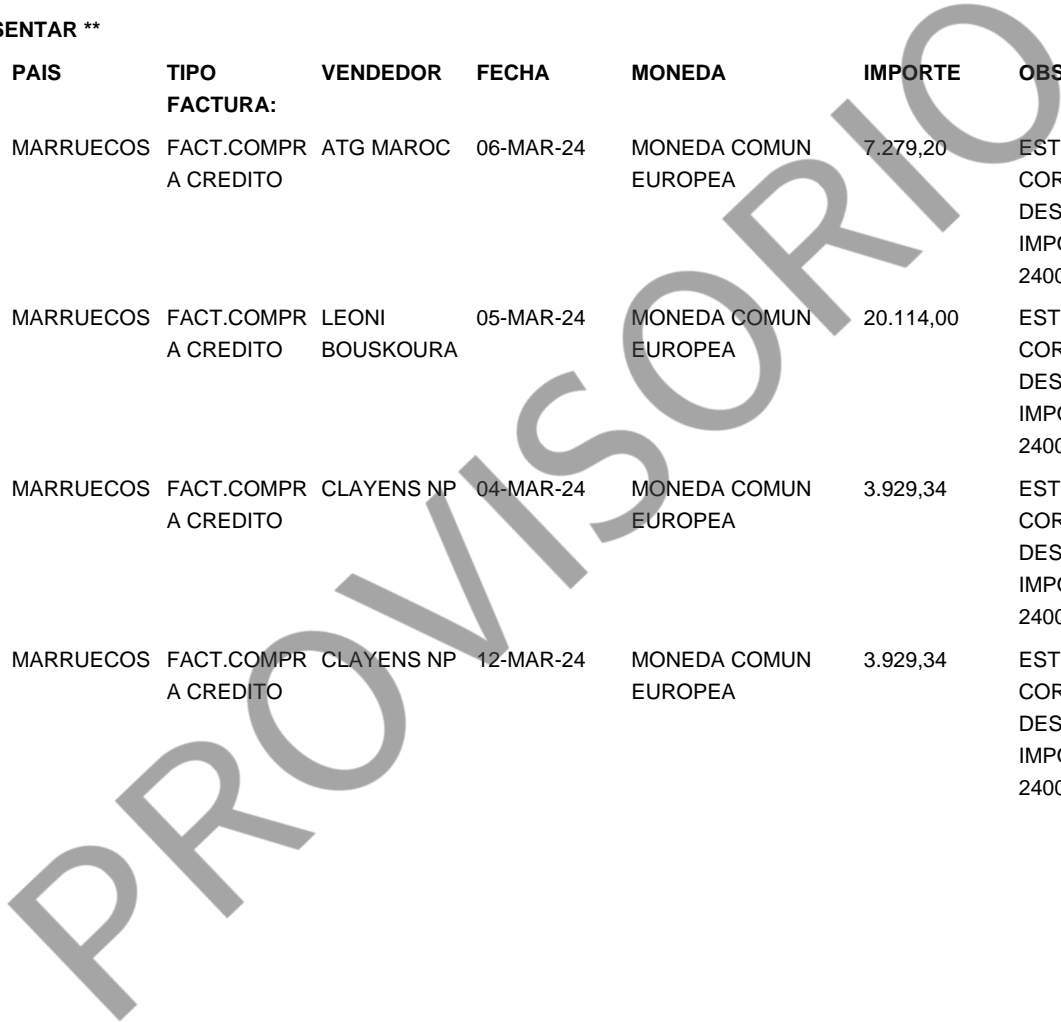 SENTAR **
PAIS TIPO VENDEDOR FECHA MONEDA IMPORTE OBS
FACTURA:
MARRUECOS FACT.COMPR ATG MAROC 06-MAR-24 MONEDA COMUN 7.279,20 EST
A CREDITO EUROPEA COR
DES
IMPO
2400
MARRUECOS FACT.COMPR LEONI 05-MAR-24 MONEDA COMUN 20.114,00 EST
A CREDITO BOUSKOURA EUROPEA COR
DES
IMPO
2400
MARRUECOS FACT.COMPR CLAYENS NP 04-MAR-24 MONEDA COMUN 3.929,34 EST
A CREDITO EUROPEA COR
DES
IMPO
2400
MARRUECOS FACT.COMPR CLAYENS NP 12-MAR-24 MONEDA COMUN 3.929,34 EST
A CREDITO EUROPEA COR
DES
IMPO
2400
PROVISORIO